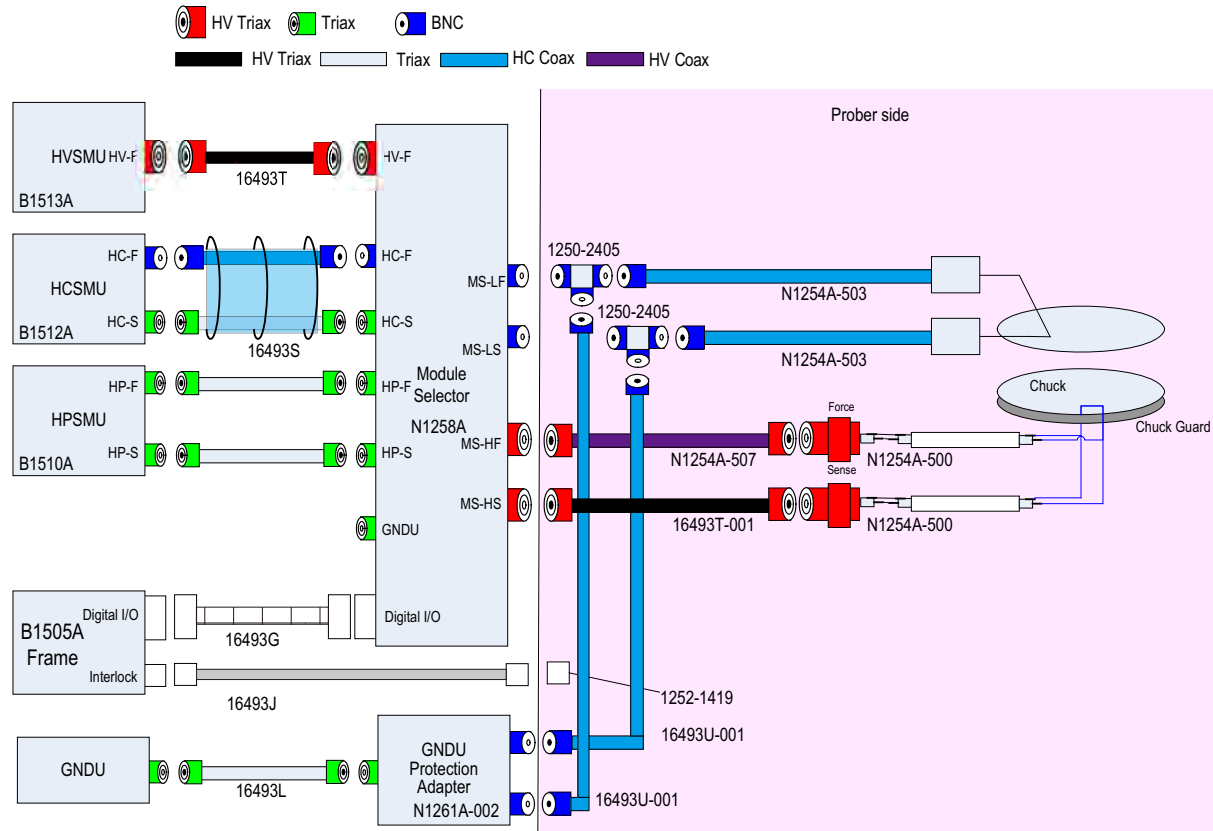 HV Triax
Triax
BNC
HV Triax
Triax
HC Coax
HV Coax
Prober side
HVSMU
HV-F
B1513A
16493T
HV-F
HCSMU
HC-F
HC-S
B1512A
16493S
HC-F
HC-S
HPSMU
HP-F
HP-S
B1510A
HP-F
HP-S
GNDU
Module
Selector
N1258A
MS-LF
MS-LS
MS-HF
MS-HS
Digital I/O
1250-2405
N1254A-503
1250-2405
N1254A-503
Chuck
Chuck Guard
Force
N1254A-507
N1254A-500
Sense
16493T-001
N1254A-500
B1505A
Frame
Digital I/O
Interlock
16493G
16493J
1252-1419
16493U-001
16493U-001
GNDU
16493L
GNDU
Protection
Adapter
N1261A-002